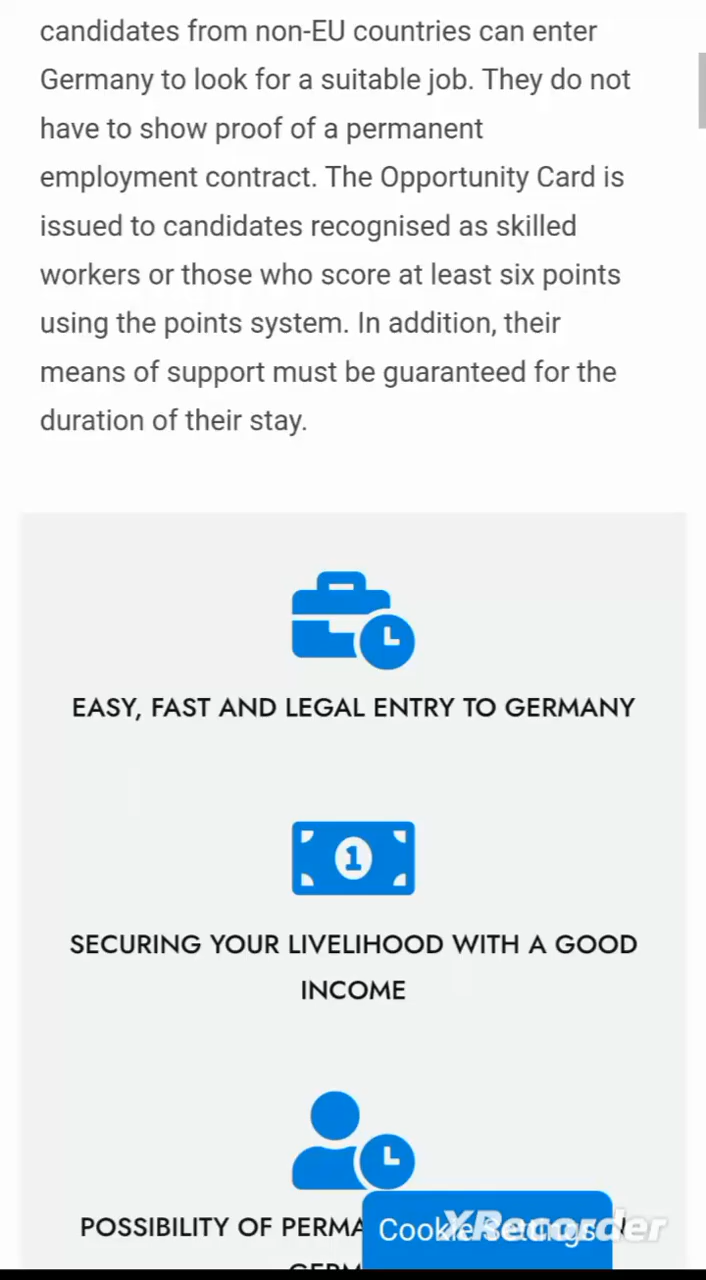 candidates from non-EU countries can enter
Germany to look for a suitable job. They do not
have to show proof of a permanent
employment contract. The Opportunity Card is
issued to candidates recognised as skilled
workers or those who score at least six points
using the points system. In addition, their
means of support must be guaranteed for the
duration of their stay.
EASY, FAST AND LEGAL ENTRY TO GERMANY
1
SECURING YOUR LIVELIHOOD WITH A GOOD
INCOME
POSSIBILITY OF PERMA
Cookie Settings
XRecorder